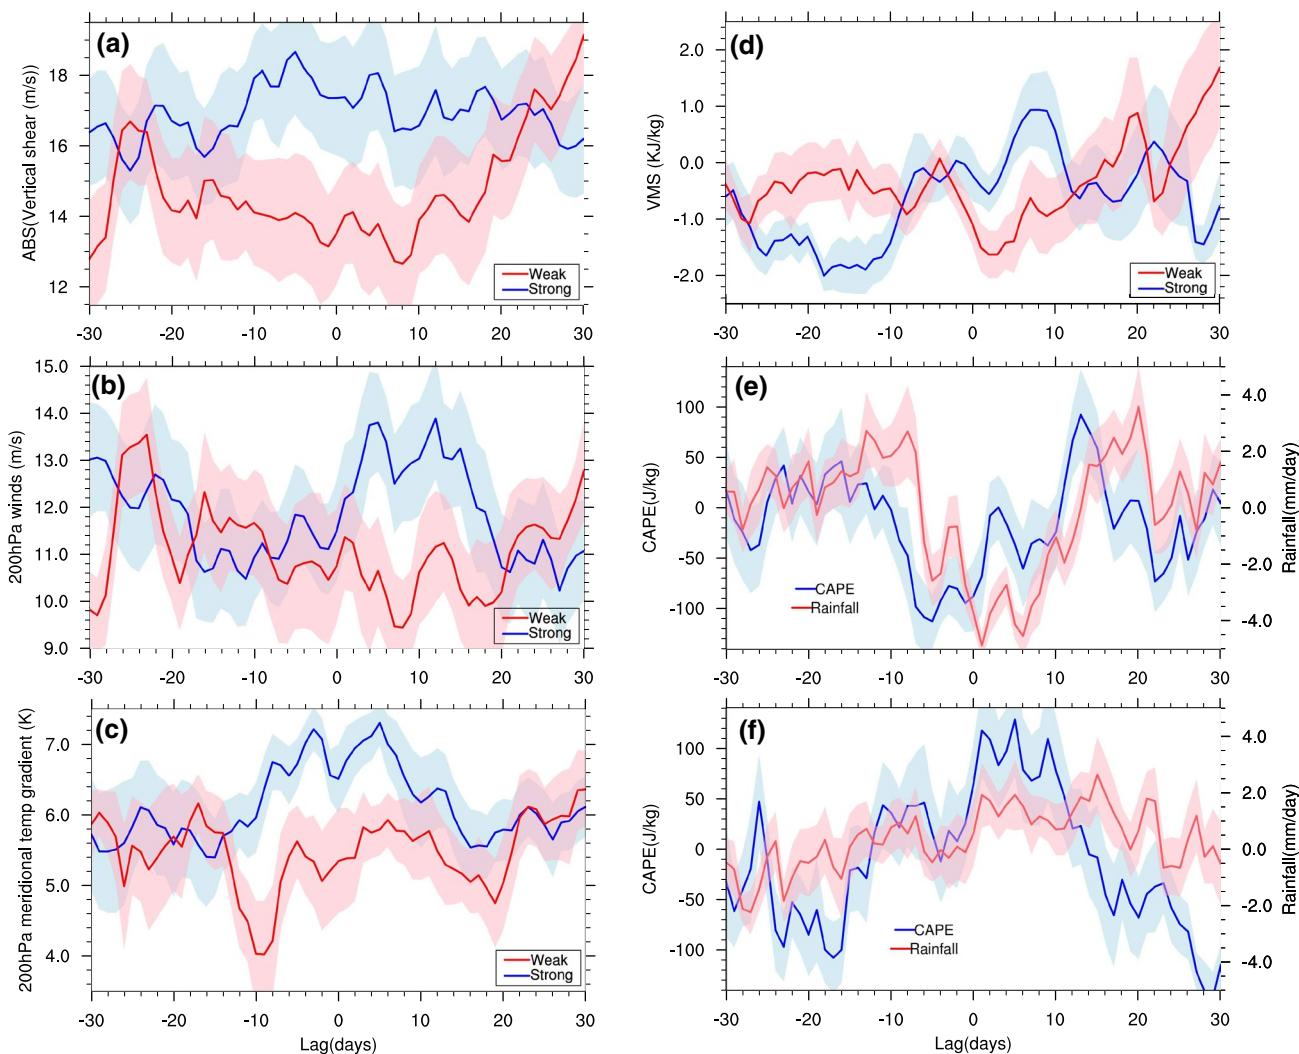 (a)
ABS(Vertical shear (m/s))
18
16
14
12
Weak
Strong
-30 -20 -10 0 10 20 30
(b)
200hPa winds (m/s)
15.0
14.0
13.0
12.0
11.0
10.0
9.0
Weak
Strong
-30 -20 -10 0 10 20 30
(c)
200hPa meridional temp gradient (K)
7.0
6.0
5.0
4.0
Weak
Strong
-30 -20 -10 0 10 20 30
Lag(days)
(d)
VMS (KJ/kg)
2.0
1.0
0.0
-1.0
-2.0
Weak
Strong
-30 -20 -10 0 10 20 30
(e)
CAPE(J/kg)
100
50
0
-50
-100
CAPE
Rainfall
4.0
2.0
0.0
-2.0
-4.0
Rainfall(mm/day)
-30 -20 -10 0 10 20 30
(f)
CAPE(J/kg)
100
50
0
-50
-100
CAPE
Rainfall
4.0
2.0
0.0
-2.0
-4.0
Rainfall(mm/day)
-30 -20 -10 0 10 20 30
Lag(days)